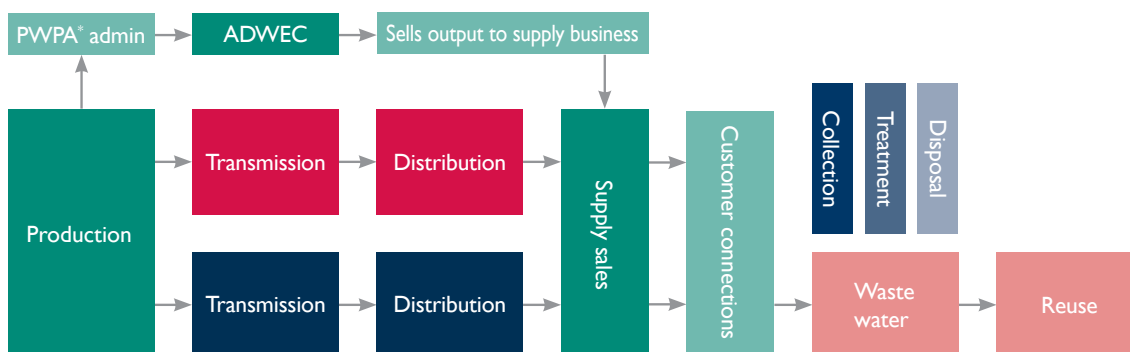 PWPA* admin
ADWEC
Sells output to supply business
Production
Transmission
Distribution
Transmission
Distribution
Supply sales
Customer connections
Collection
Treatment
Disposal
Waste
water
Reuse